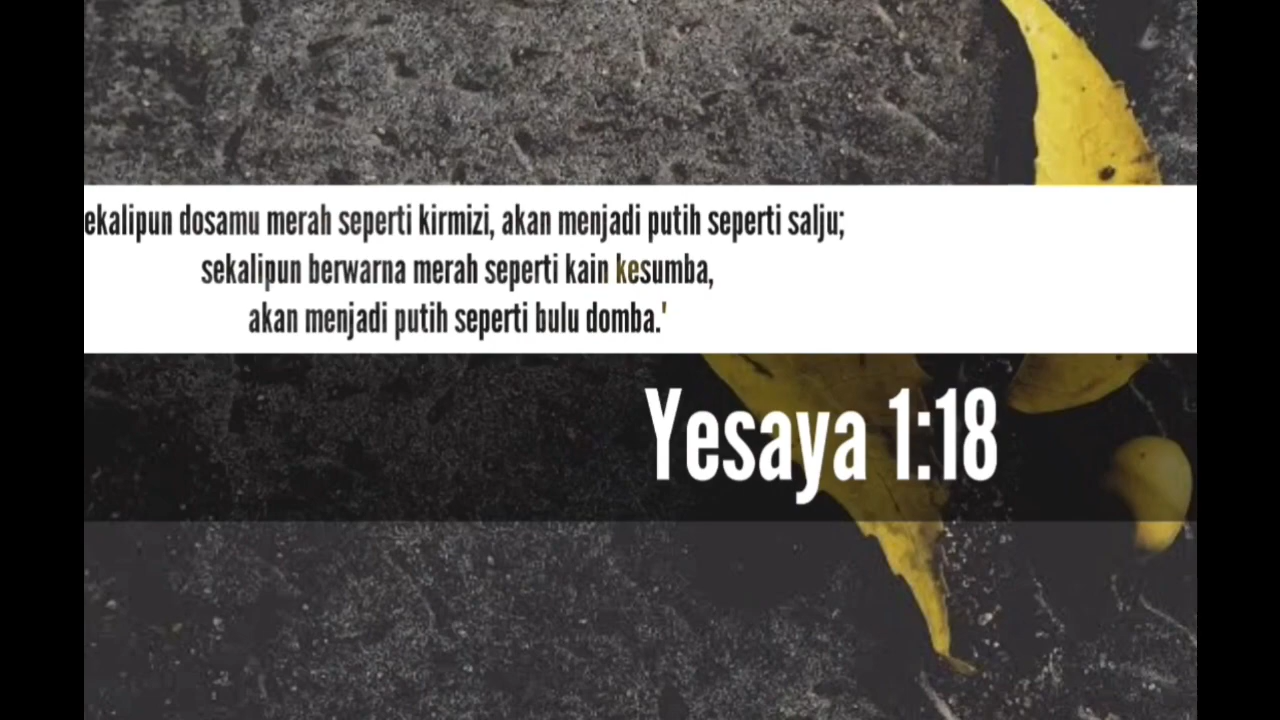 ekalipun dosamu merah seperti kirmizi, akan menjadi putih seperti salju;
sekalipun berwarna merah seperti kain kesumba,
akan menjadi putih seperti bulu domba.'
Yesaya 1:18